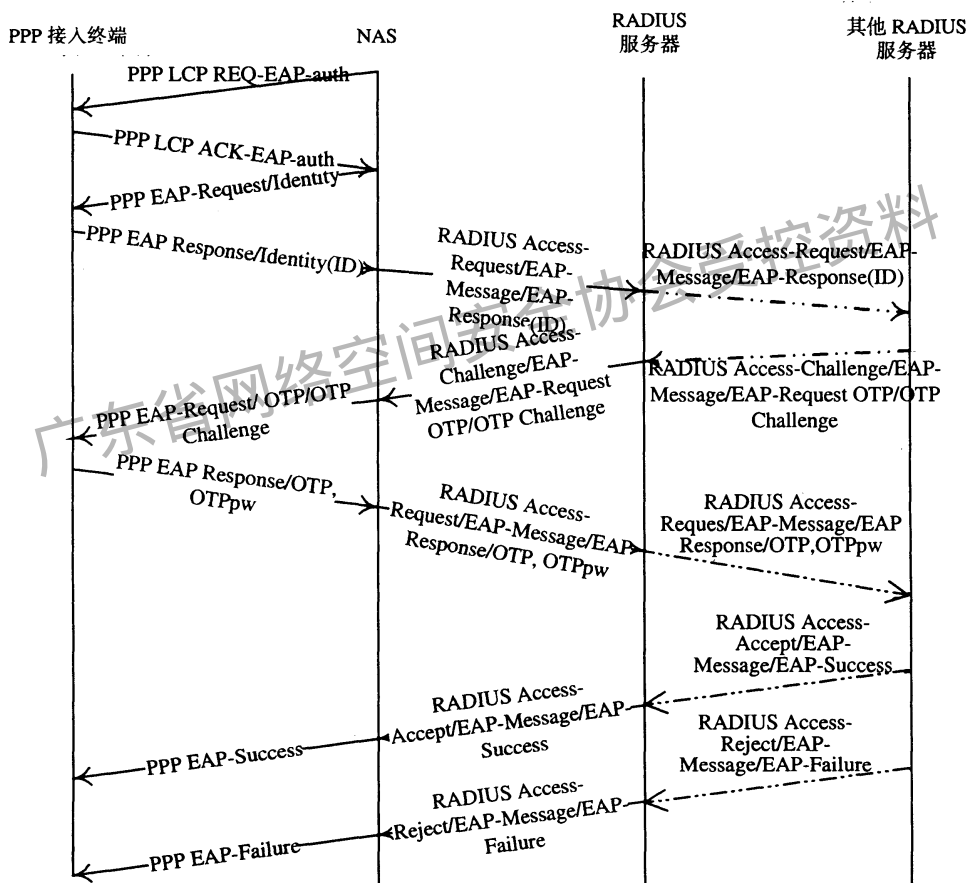 PPP 接入终端
NAS
RADIUS
服务器
其他 RADIUS
服务器
PPP LCP REQ-EAP-auth
PPP LCP ACK-EAP-auth
PPP EAP-Request/Identity
PPP EAP Response/Identity(ID)
RADIUS Access-
Request/EAP-
Message/EAP-
Response(ID)
RADIUS Access-Request/EAP-
Message/EAP-Response(ID)
RADIUS Access-Challenge/EAP-
Message/EAP-Request OTP/OTP
Challenge
RADIUS Access-
Challenge/EAP-
Message/EAP-Request
OTP/OTP Challenge
PPP EAP-Request/ OTP/OTP
Challenge
PPP EAP Response/OTP,
OTPpw
RADIUS Access-
Request/EAP-Message/EAP
Response/OTP, OTPpw
RADIUS Access-
Reques/EAP-Message/EAP
Response/OTP,OTPpw
RADIUS Access-
Accept/EAP-
Message/EAP-Success
RADIUS Access-
Accept/EAP-Message/EAP-
Success
PPP EAP-Success
RADIUS Access-
Reject/EAP-
Message/EAP-Failure
RADIUS Access-
Reject/EAP-Message/EAP-
Failure
PPP EAP-Failure
广东省网络空间安全协会受控资料